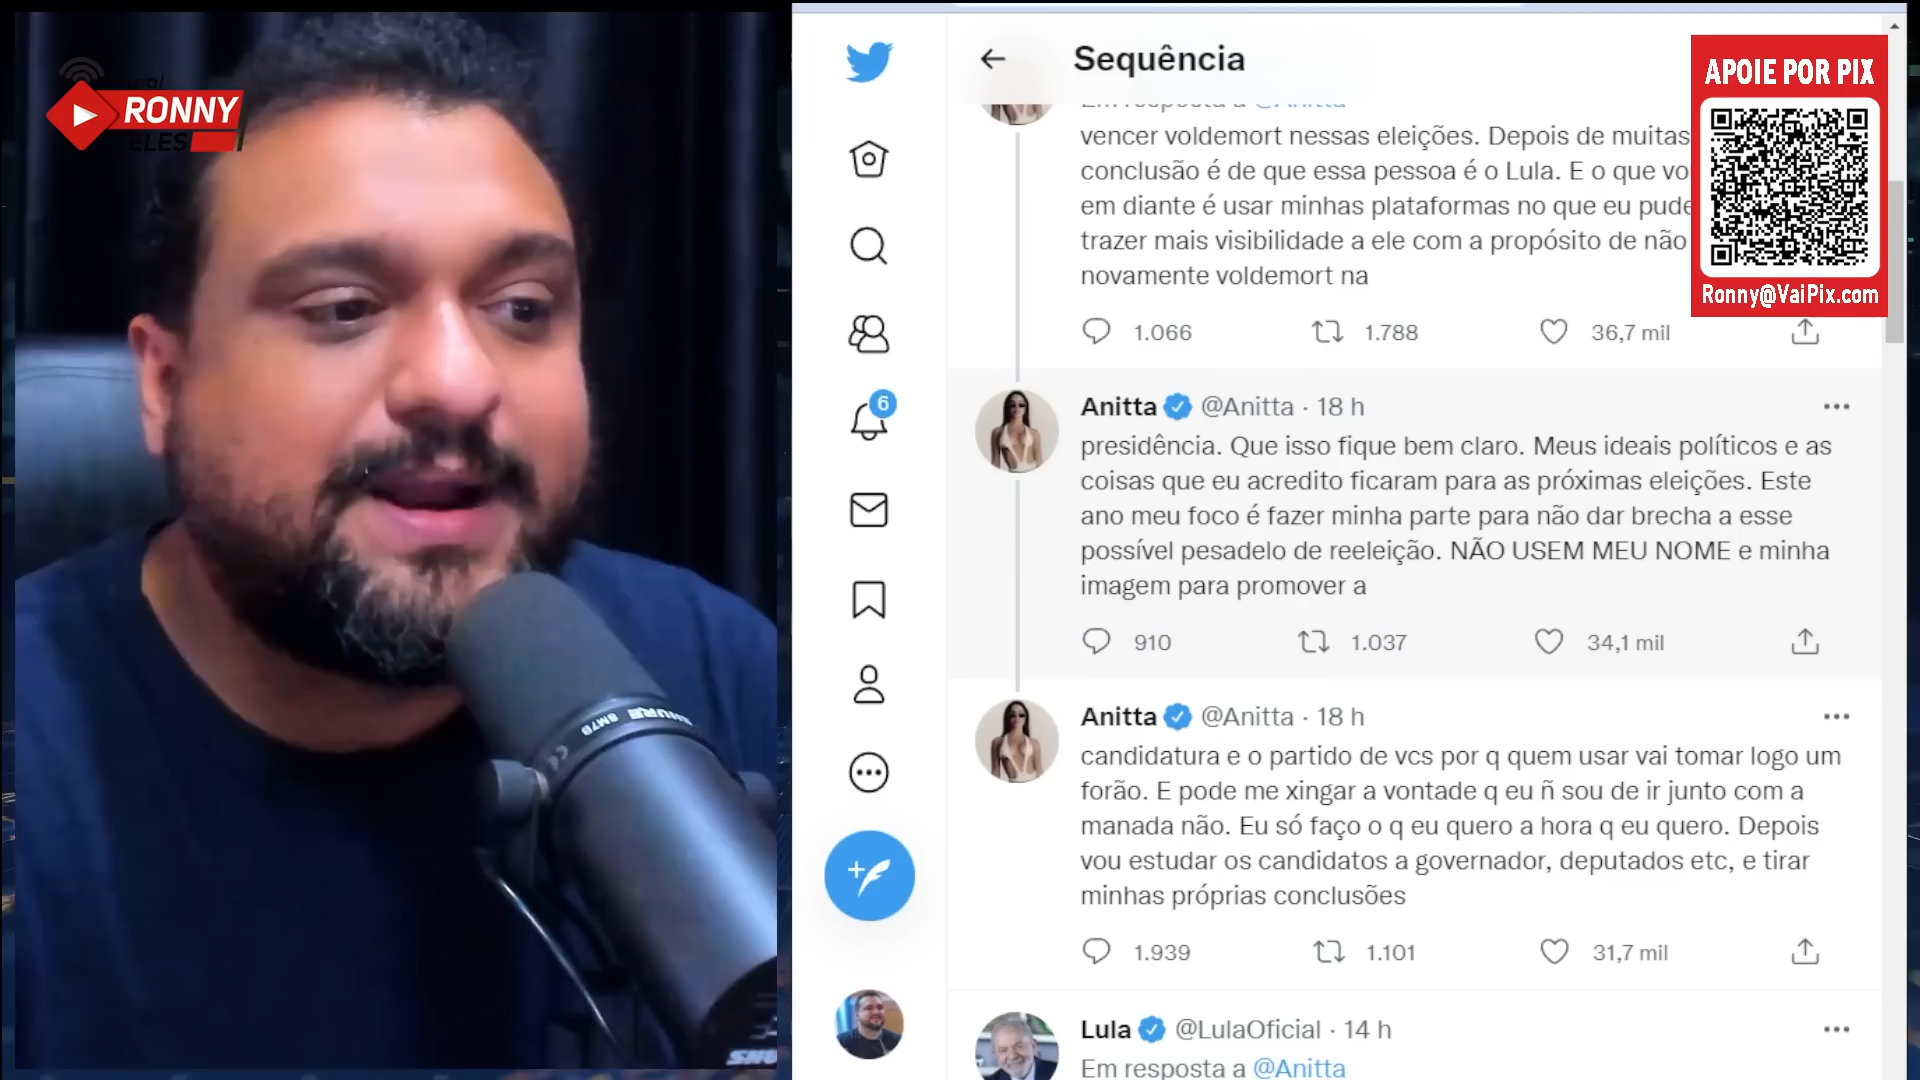 RONNY
ELES
SHURE SM7B
Sequência
APOIE POR PIX
Ronny@VaiPix.com
Em resposta a @Anitta
vencer voldemort nessas eleições. Depois de muitas
conclusão é de que essa pessoa é o Lula. E o que vo
em diante é usar minhas plataformas no que eu pude
trazer mais visibilidade a ele com a propósito de não
novamente voldemort na
1.066 1.788 36,7 mil
6
Anitta @Anitta · 18 h
presidência. Que isso fique bem claro. Meus ideais políticos e as
coisas que eu acredito ficaram para as próximas eleições. Este
ano meu foco é fazer minha parte para não dar brecha a esse
possível pesadelo de reeleição. NÃO USEM MEU NOME e minha
imagem para promover a
910 1.037 34,1 mil
Anitta @Anitta · 18 h
candidatura e o partido de vcs por q quem usar vai tomar logo um
forão. E pode me xingar a vontade q eu ñ sou de ir junto com a
manada não. Eu só faço o q eu quero a hora q eu quero. Depois
vou estudar os candidatos a governador, deputados etc, e tirar
minhas próprias conclusões
1.939 1.101 31,7 mil
Lula @LulaOficial · 14 h
Em resposta a @Anitta